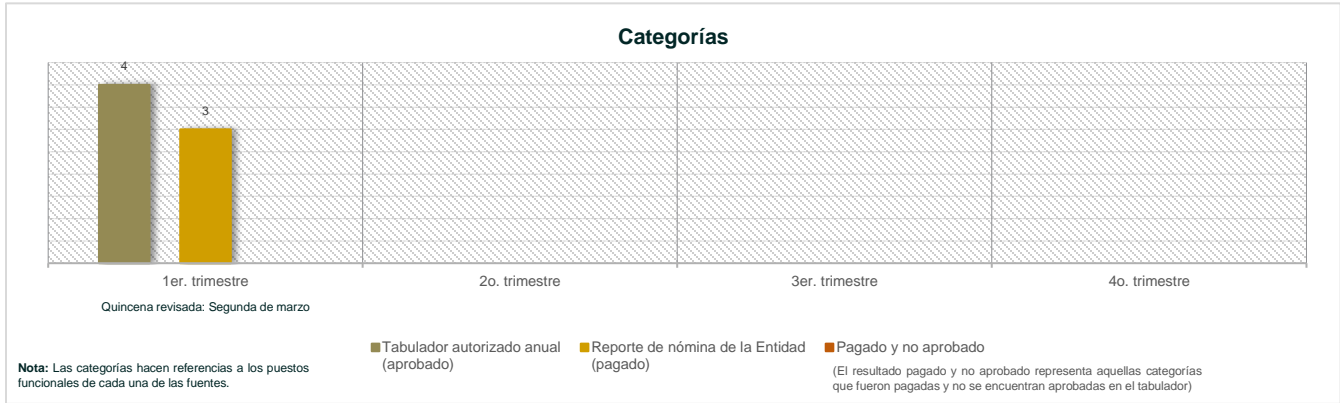 Categorías
4
3
1er. trimestre
2o. trimestre
3er. trimestre
4o. trimestre
Quincena revisada: Segunda de marzo
Tabulador autorizado anual
(aprobado)
Reporte de nómina de la Entidad
(pagado)
Pagado y no aprobado
(El resultado pagado y no aprobado representa aquellas categorías
que fueron pagadas y no se encuentran aprobadas en el tabulador)
Nota: Las categorías hacen referencias a los puestos
funcionales de cada una de las fuentes.